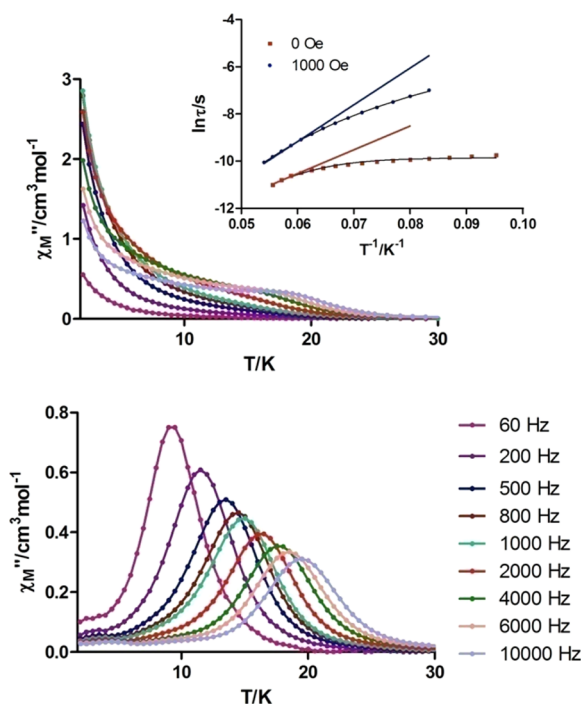 0 Oe
1000 Oe
lnτ/s
-4
-6
-8
-10
-12
0.05 0.06 0.07 0.08 0.09 0.10
T⁻¹/K⁻¹
χM''/cm³mol⁻¹
3
2
1
0
10 20 30
T/K
χM''/cm³mol⁻¹
0.8
0.6
0.4
0.2
0.0
10 20 30
T/K
60 Hz
200 Hz
500 Hz
800 Hz
1000 Hz
2000 Hz
4000 Hz
6000 Hz
10000 Hz